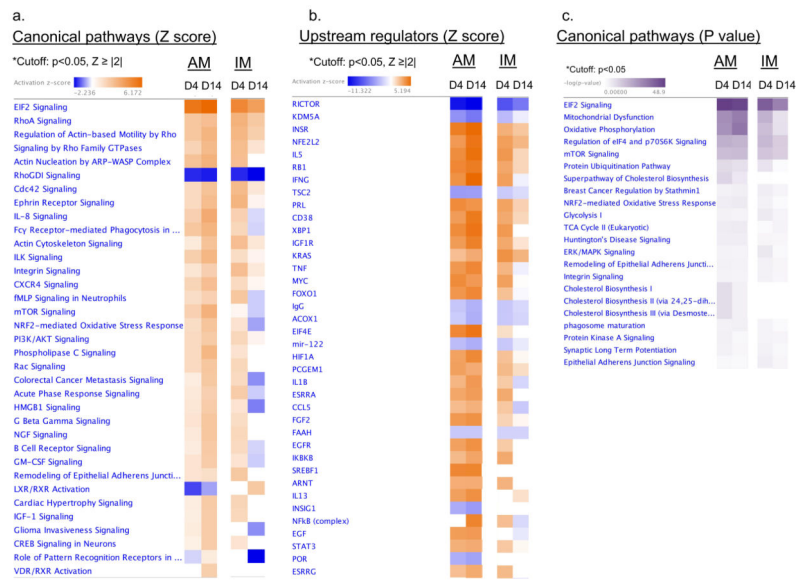 a.
Canonical pathways (Z score)
*Cutoff: p<0.05, Z ≥ |2|
AM IM
Activation z-score
-2.236 6.172
D4 D14 D4 D14
EIF2 Signaling
RhoA Signaling
Regulation of Actin-based Motility by Rho
Signaling by Rho Family GTPases
Actin Nucleation by ARP-WASP Complex
RhoGDI Signaling
Cdc42 Signaling
Ephrin Receptor Signaling
IL-8 Signaling
Fcγ Receptor-mediated Phagocytosis in ...
Actin Cytoskeleton Signaling
ILK Signaling
Integrin Signaling
CXCR4 Signaling
fMLP Signaling in Neutrophils
mTOR Signaling
NRF2-mediated Oxidative Stress Response
PI3K/AKT Signaling
Phospholipase C Signaling
Rac Signaling
Colorectal Cancer Metastasis Signaling
Acute Phase Response Signaling
HMGB1 Signaling
G Beta Gamma Signaling
NGF Signaling
B Cell Receptor Signaling
GM-CSF Signaling
Remodeling of Epithelial Adherens Juncti...
LXR/RXR Activation
Cardiac Hypertrophy Signaling
IGF-1 Signaling
Glioma Invasiveness Signaling
CREB Signaling in Neurons
Role of Pattern Recognition Receptors in ...
VDR/RXR Activation
b.
Upstream regulators (Z score)
*Cutoff: p<0.05, Z≥|2|
AM IM
Activation z-score
-11.322 5.194
D4 D14 D4 D14
RICTOR
KDM5A
INSR
NFE2L2
IL5
RB1
IFNG
TSC2
PRL
CD38
XBP1
IGF1R
KRAS
TNF
MYC
FOXO1
IgG
ACOX1
EIF4E
mir-122
HIF1A
PCGEM1
IL1B
ESRRA
CCL5
FGF2
FAAH
EGFR
IKBKB
SREBF1
ARNT
IL13
INSIG1
NFkB (complex)
EGF
STAT3
POR
ESRRG
c.
Canonical pathways (P value)
*Cutoff: p<0.05
AM IM
-log(p-value)
0.00000 48.9
D4 D14 D4 D14
EIF2 Signaling
Mitochondrial Dysfunction
Oxidative Phosphorylation
Regulation of eIF4 and p70S6K Signaling
mTOR Signaling
Protein Ubiquitination Pathway
Superpathway of Cholesterol Biosynthesis
Breast Cancer Regulation by Stathmin1
NRF2-mediated Oxidative Stress Response
Glycolysis I
TCA Cycle II (Eukaryotic)
Huntington's Disease Signaling
ERK/MAPK Signaling
Remodeling of Epithelial Adherens Juncti...
Integrin Signaling
Cholesterol Biosynthesis I
Cholesterol Biosynthesis II (via 24,25-dih...
Cholesterol Biosynthesis III (via Desmoste...
phagosome maturation
Protein Kinase A Signaling
Synaptic Long Term Potentiation
Epithelial Adherens Junction Signaling